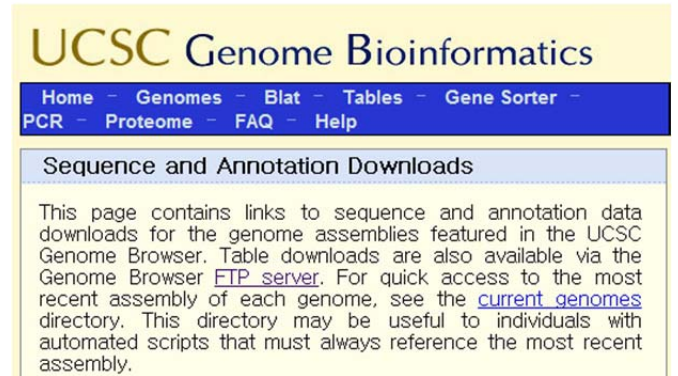 UCSC Genome Bioinformatics
Home - Genomes - Blat - Tables - Gene Sorter -
PCR - Proteome - FAQ - Help
Sequence and Annotation Downloads
This page contains links to sequence and annotation data
downloads for the genome assemblies featured in the UCSC
Genome Browser. Table downloads are also available via the
Genome Browser FTP server. For quick access to the most
recent assembly of each genome, see the current genomes
directory. This directory may be useful to individuals with
automated scripts that must always reference the most recent
assembly.